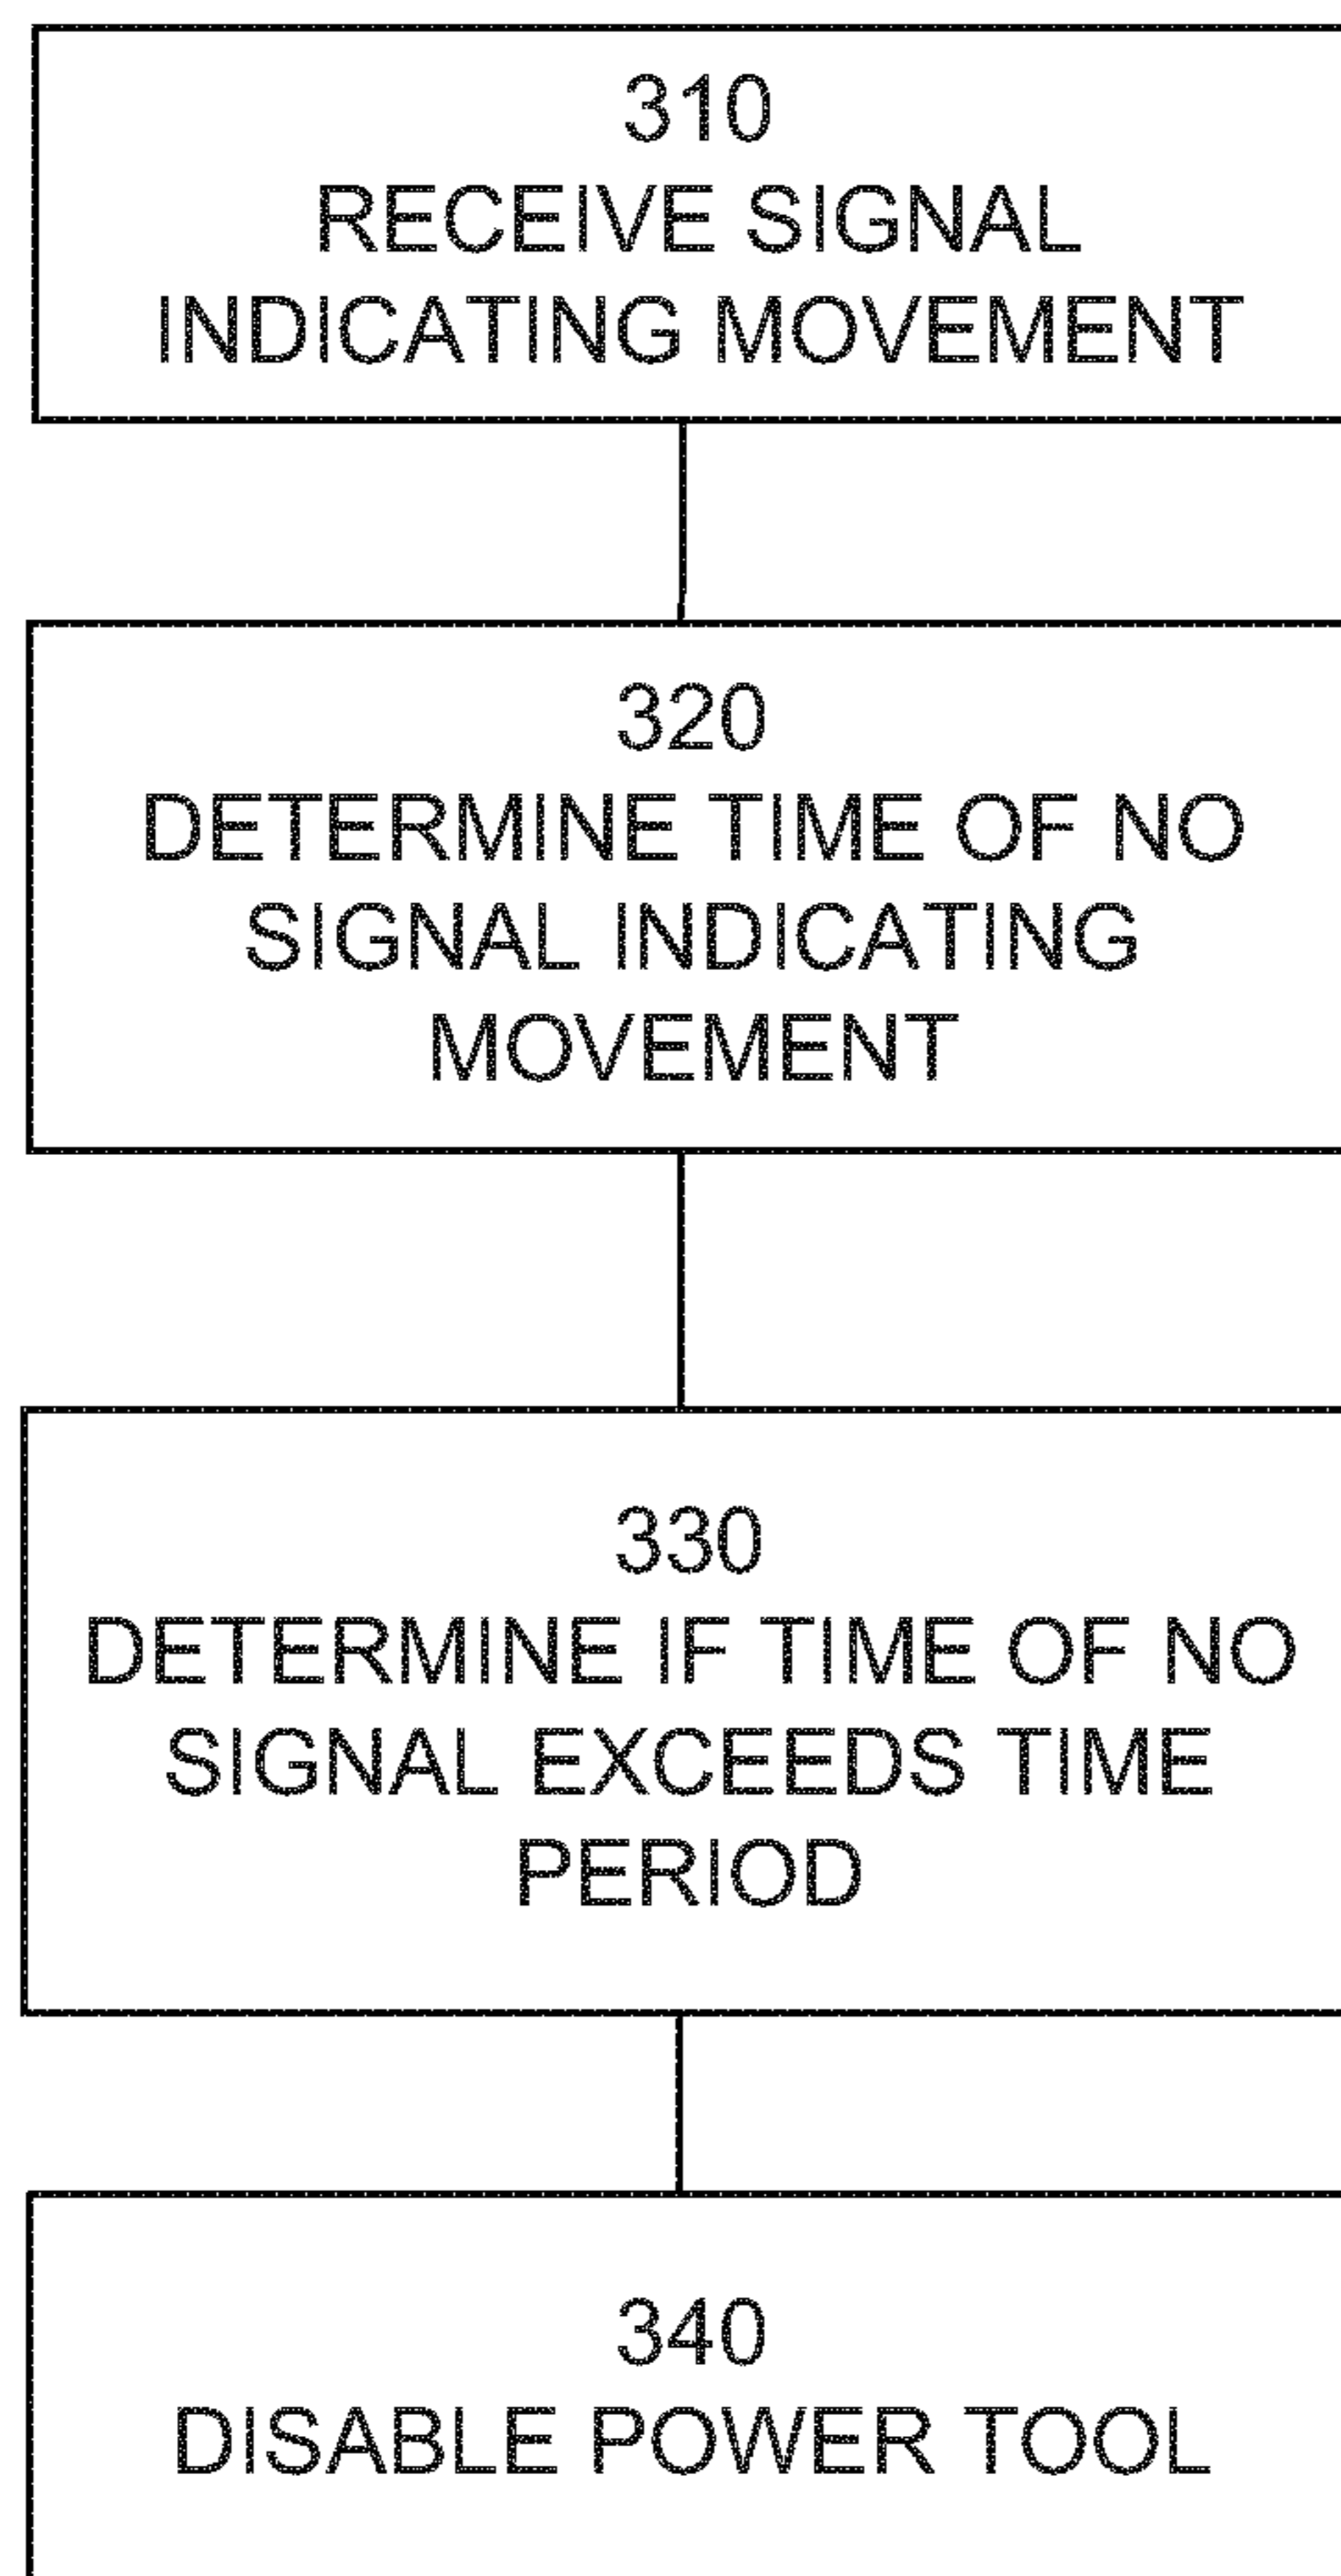 310
RECEIVE SIGNAL
INDICATING MOVEMENT
320
DETERMINE TIME OF NO
SIGNAL INDICATING
MOVEMENT
330
DETERMINE IF TIME OF NO
SIGNAL EXCEEDS TIME
PERIOD
340
DISABLE POWER TOOL